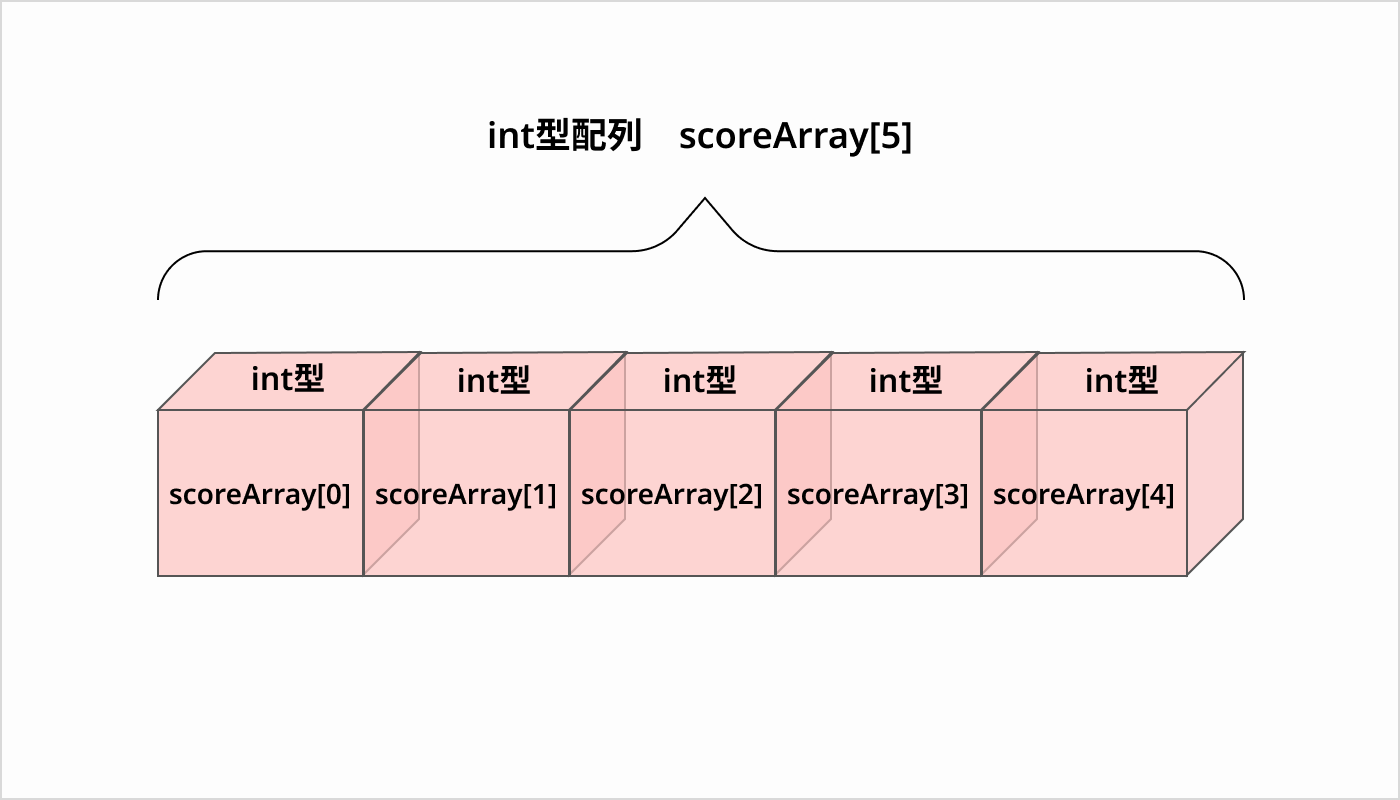 int型配列　scoreArray[5]
int型 int型 int型 int型 int型
scoreArray[0] scoreArray[1] scoreArray[2] scoreArray[3] scoreArray[4]